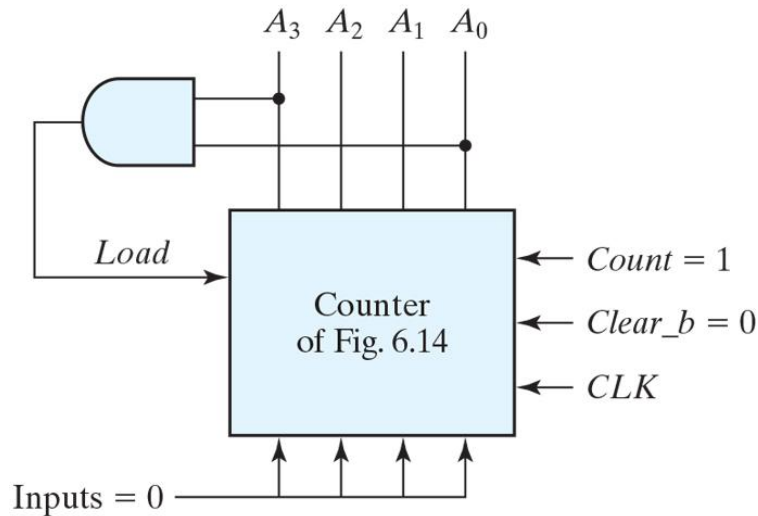 A₃ A₂ A₁ A₀
Load
Count = 1
Counter
of Fig. 6.14
Clear_b = 0
CLK
Inputs = 0